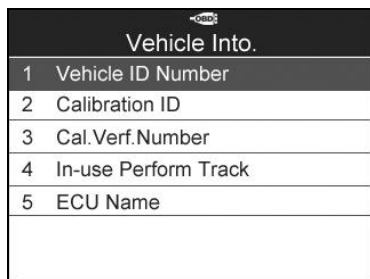 OBD
Vehicle Into.
1 Vehicle ID Number
2 Calibration ID
3 Cal.Verf.Number
4 In-use Perform Track
5 ECU Name